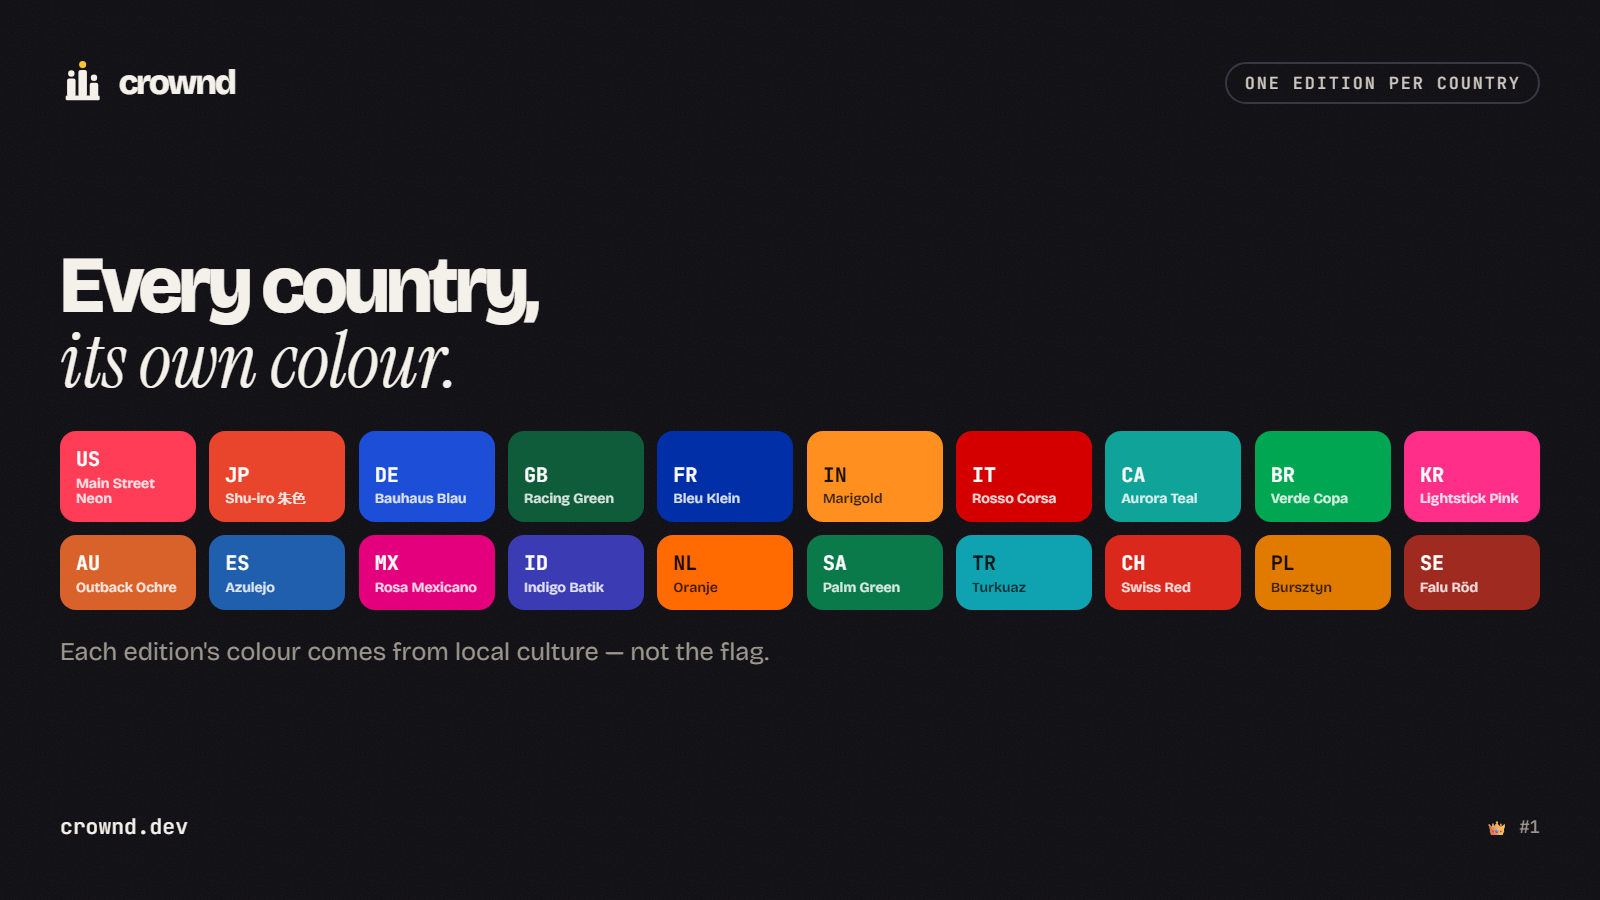 crownd
ONE EDITION PER COUNTRY
Every country,
its own colour.
US
Main Street
Neon
JP
Shu-iro 朱色
DE
Bauhaus Blau
GB
Racing Green
FR
Bleu Klein
IN
Marigold
IT
Rosso Corsa
CA
Aurora Teal
BR
Verde Copa
KR
Lightstick Pink
AU
Outback Ochre
ES
Azulejo
MX
Rosa Mexicano
ID
Indigo Batik
NL
Oranje
SA
Palm Green
TR
Turkuaz
CH
Swiss Red
PL
Bursztyn
SE
Falu Röd
Each edition's colour comes from local culture — not the flag.
crownd.dev
👑 #1